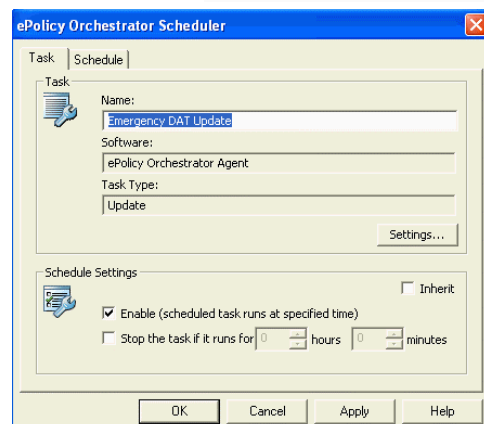 ePolicy Orchestrator Scheduler
Task Schedule
Task
Name:
Emergency DAT Update
Software:
ePolicy Orchestrator Agent
Task Type:
Update
Settings...
Schedule Settings
Inherit
Enable (scheduled task runs at specified time)
Stop the task if it runs for 0 hours 0 minutes
OK Cancel Apply Help